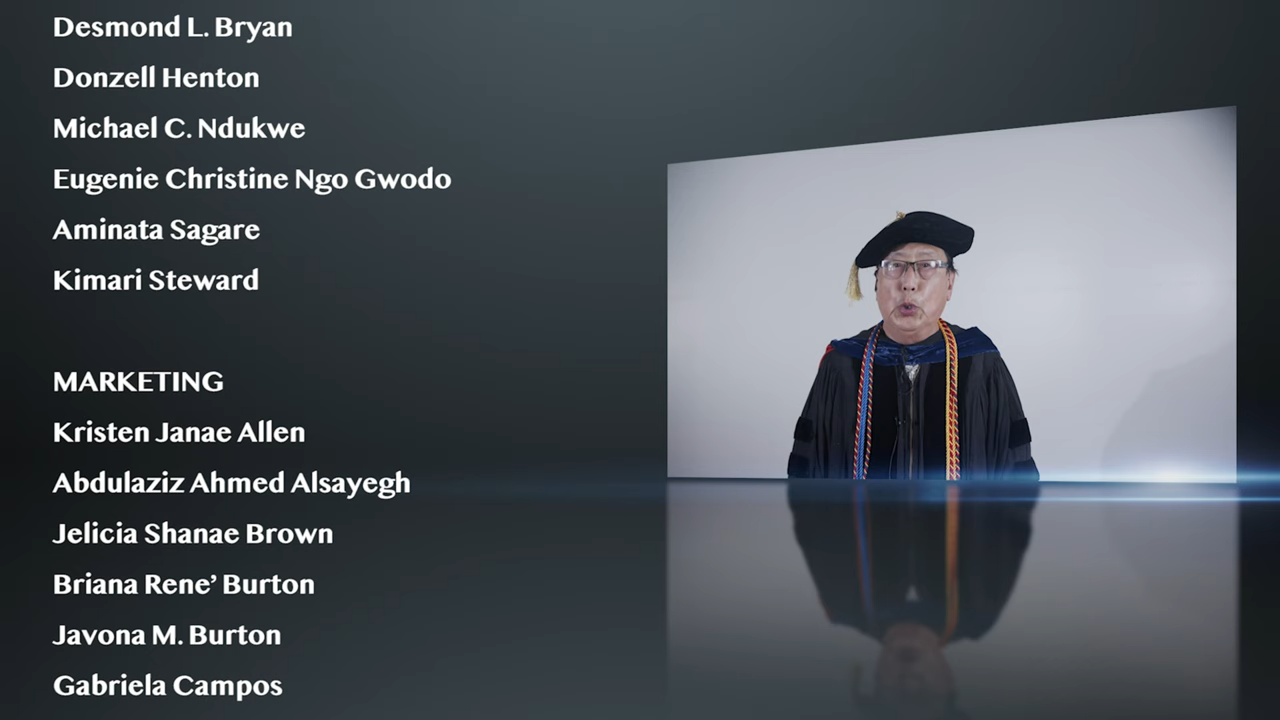 Desmond L. Bryan
Donzell Henton
Michael C. Ndukwe
Eugenie Christine Ngo Gwodo
Aminata Sagare
Kimari Steward
MARKETING
Kristen Janae Allen
Abdulaziz Ahmed Alsayegh
Jelicia Shanae Brown
Briana Rene’ Burton
Javona M. Burton
Gabriela Campos